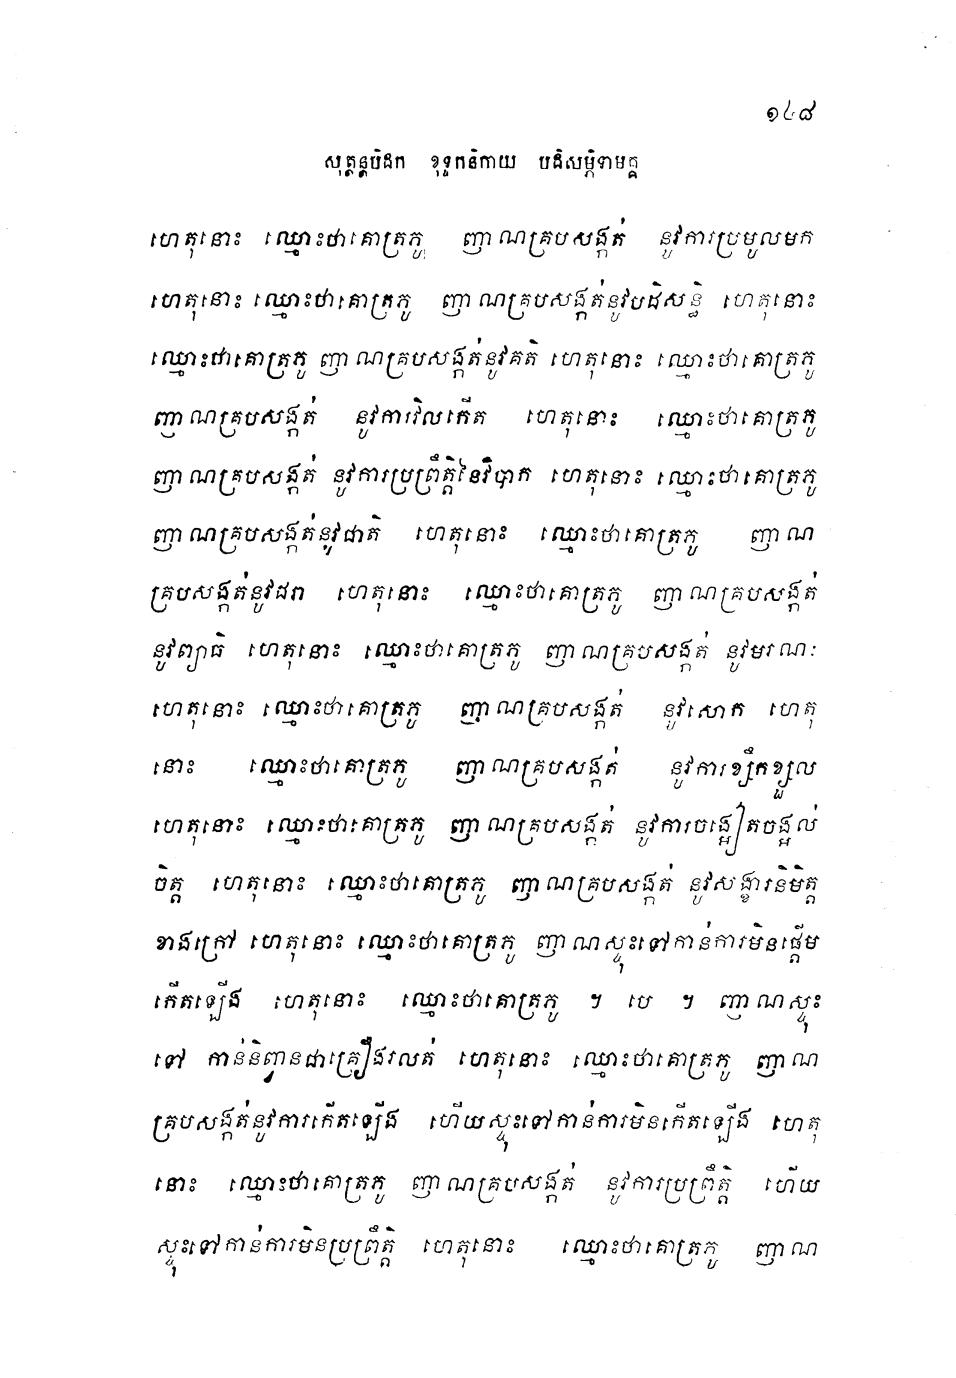 ១៤៨
សុត្តន្តបិដក ខុទ្ទកនិកាយ បដិសម្ភិទាមគ្គ
ហេតុនោះ ឈ្មោះថាគោត្រភូ ញាណគ្របសង្កត់ នូវការប្រមូលមក
ហេតុនោះ ឈ្មោះថាគោត្រភូ ញាណគ្របសង្កត់នូវបដិសន្ធិ ហេតុនោះ
ឈ្មោះថាគោត្រភូ ញាណគ្របសង្កត់នូវគតិ ហេតុនោះ ឈ្មោះថាគោត្រភូ
ញាណគ្របសង្កត់ នូវការវិលកើត ហេតុនោះ ឈ្មោះថាគោត្រភូ
ញាណគ្របសង្កត់ នូវការប្រព្រឹត្តិនៃវិបាក ហេតុនោះ ឈ្មោះថាគោត្រភូ
ញាណគ្របសង្កត់នូវជាតិ ហេតុនោះ ឈ្មោះថាគោត្រភូ ញាណ
គ្របសង្កត់នូវជរា ហេតុនោះ ឈ្មោះថាគោត្រភូ ញាណគ្របសង្កត់
នូវព្យាធិ ហេតុនោះ ឈ្មោះថាគោត្រភូ ញាណគ្របសង្កត់ នូវមរណៈ
ហេតុនោះ ឈ្មោះថាគោត្រភូ ញាណគ្របសង្កត់ នូវសោក ហេតុ
នោះ ឈ្មោះថាគោត្រភូ ញាណគ្របសង្កត់ នូវការខ្សឹកខ្សួល
ហេតុនោះ ឈ្មោះថាគោត្រភូ ញាណគ្របសង្កត់ នូវការចង្អៀតចង្អល់
ចិត្ត ហេតុនោះ ឈ្មោះថាគោត្រភូ ញាណគ្របសង្កត់ នូវសង្ខារនិមិត្ត
ខាងក្រៅ ហេតុនោះ ឈ្មោះថាគោត្រភូ ញាណស្ទុះទៅកាន់ការមិនផ្តើម
កើតឡើង ហេតុនោះ ឈ្មោះថាគោត្រភូ ។ បេ ។ ញាណស្ទុះ
ទៅ កាន់និព្វានជាគ្រឿងរលត់ ហេតុនោះ ឈ្មោះថាគោត្រភូ ញាណ
គ្របសង្កត់នូវការកើតឡើង ហើយស្ទុះទៅកាន់ការមិនកើតឡើង ហេតុ
នោះ ឈ្មោះថាគោត្រភូ ញាណគ្របសង្កត់ នូវការប្រព្រឹត្តិ ហើយ
ស្ទុះទៅកាន់ការមិនប្រព្រឹត្តិ ហេតុនោះ ឈ្មោះថាគោត្រភូ ញាណ